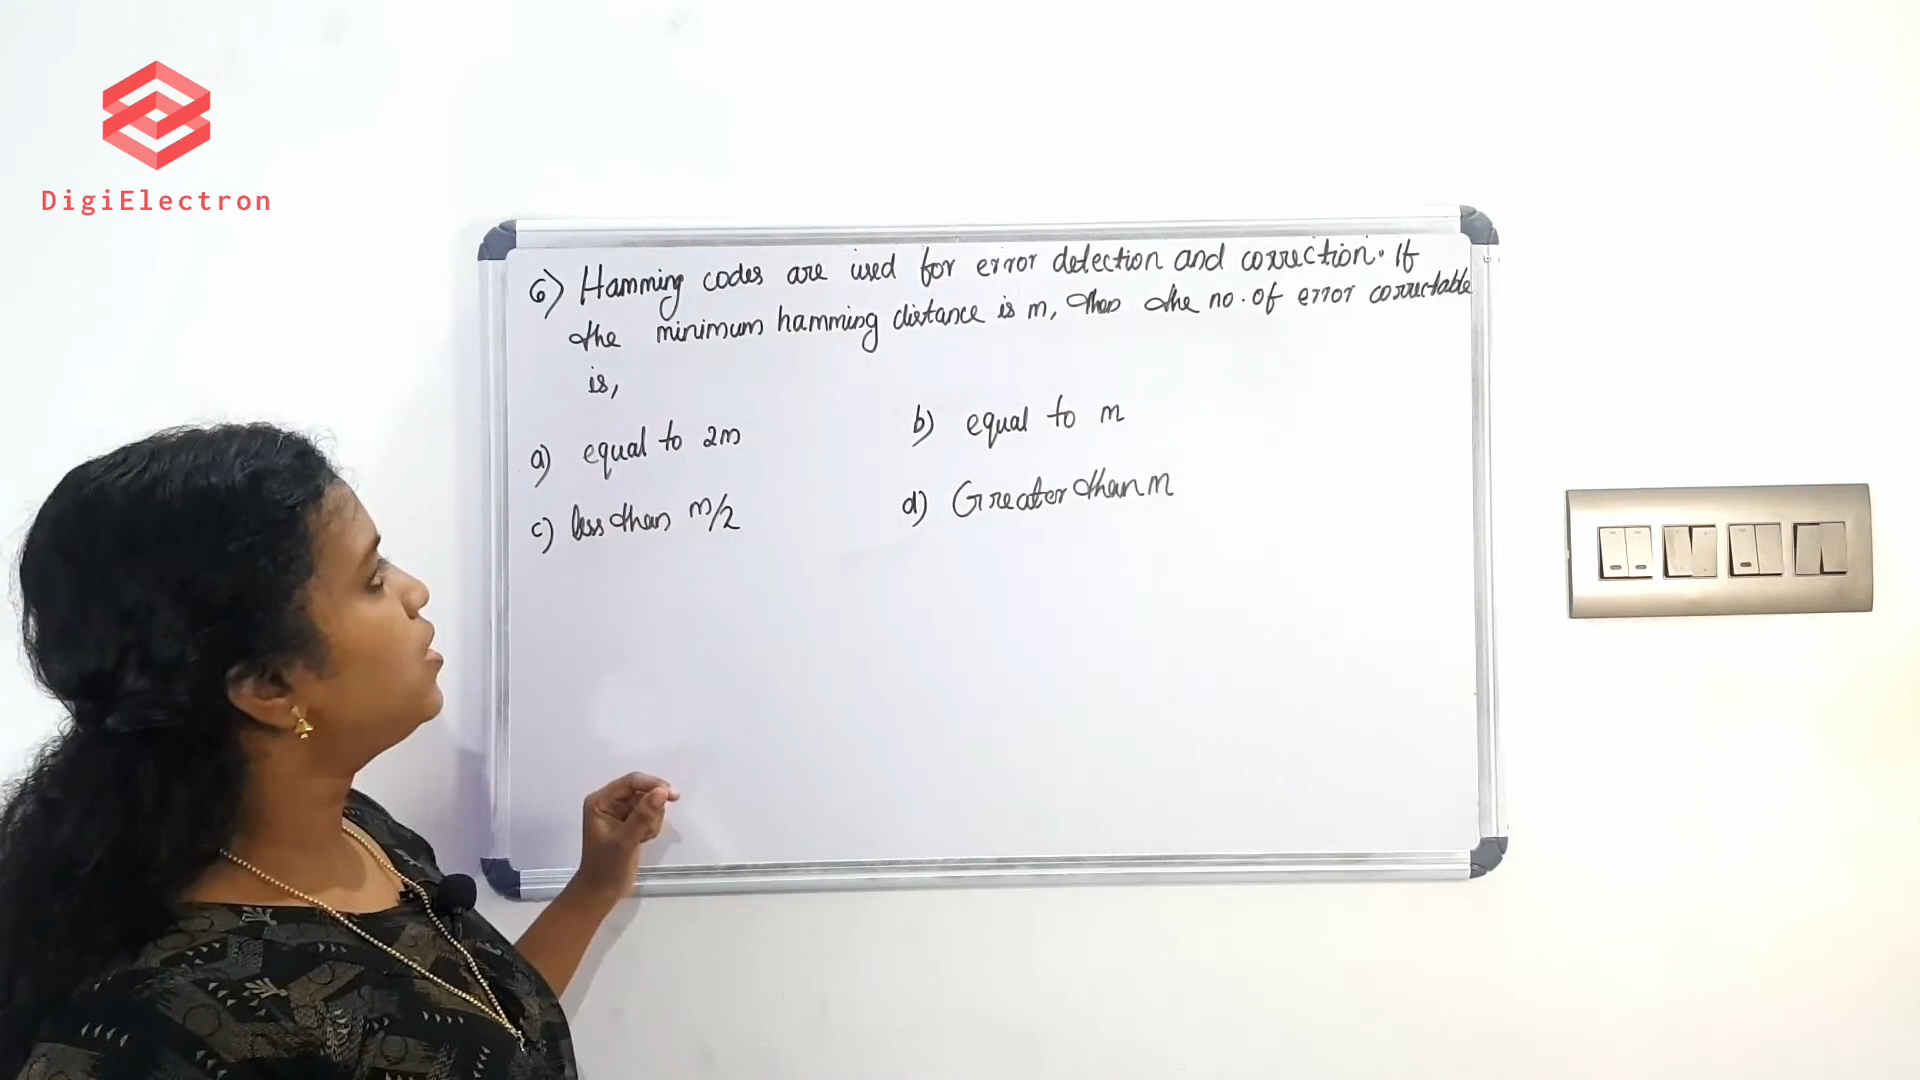 DigiElectron
6) Hamming codes are used for error detection and correction. If
the minimum hamming distance is m, then the no. of error correctable
is,
a) equal to 2m
b) equal to m
c) less than m/2
d) Greater than m